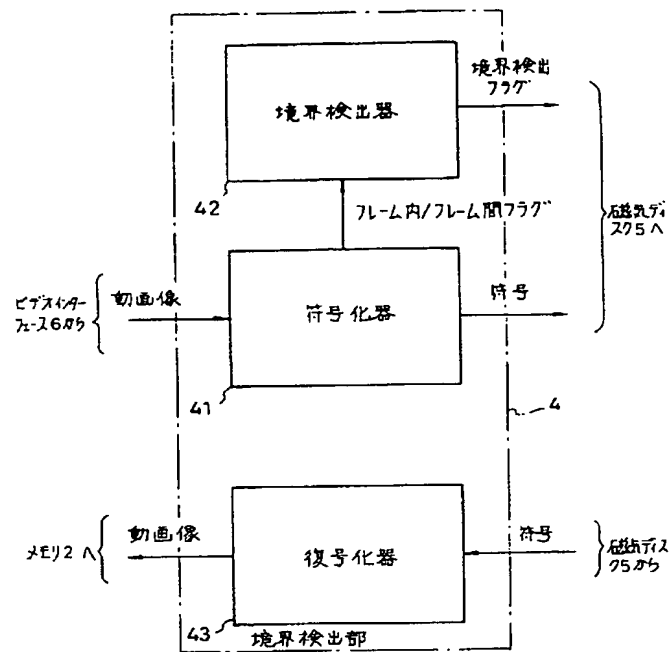 境界検出器
境界検出
フラグ
42
フレーム内/フレーム間フラグ
磁気ディ
スク5へ
ビデオインター
フェース6から
動画像
符号化器
符号
41
4
メモリ2へ
動画像
復号化器
符号
磁気ディス
ク5から
43
境界検出部